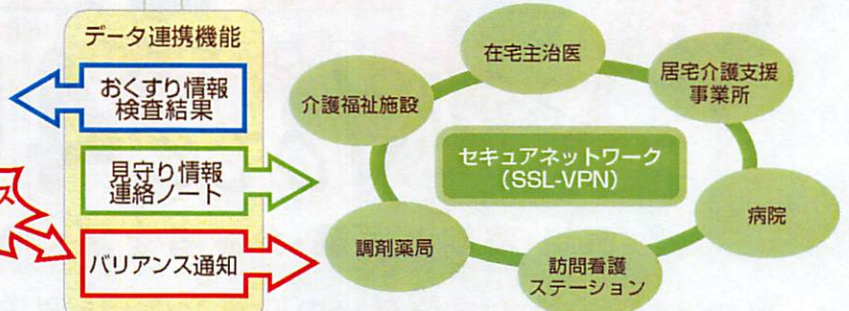 データ連携機能
おくすり情報
検査結果
見守り情報
連絡ノート
ス
バリアンス通知
在宅主治医
居宅介護支援
事業所
介護福祉施設
セキュアネットワーク
(SSL-VPN)
病院
調剤薬局
訪問看護
ステーション